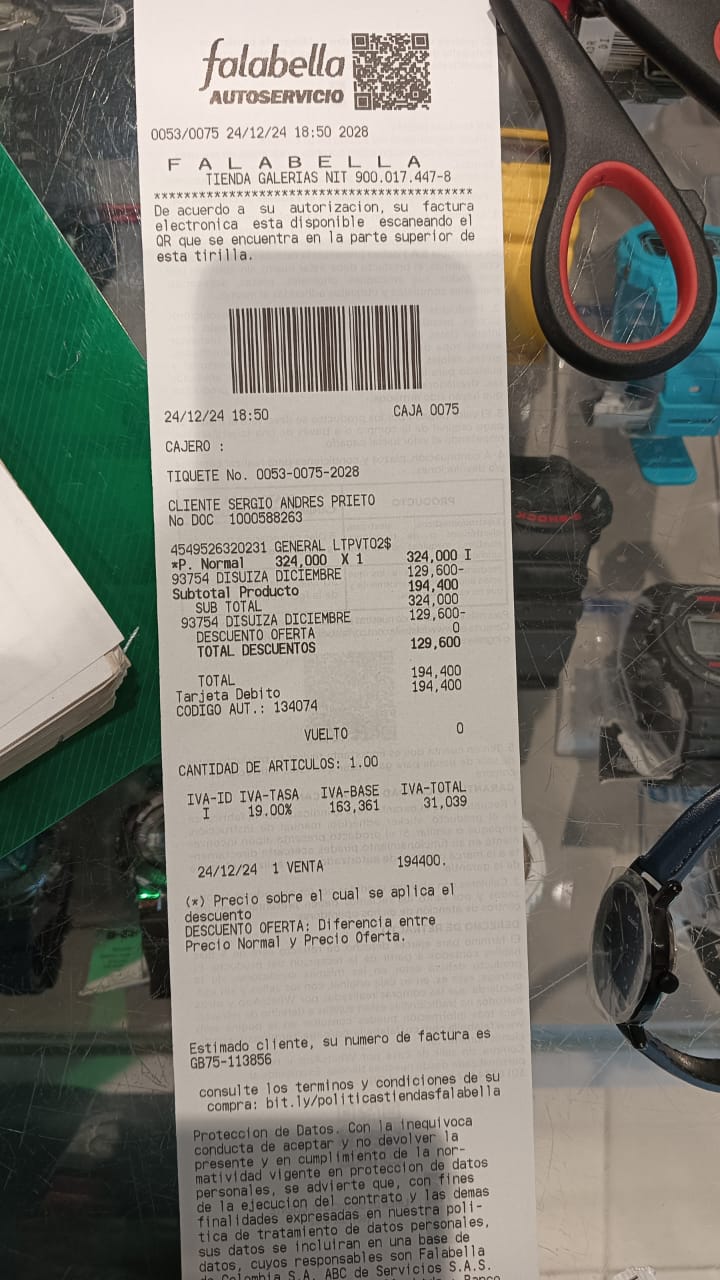 falabella
AUTOSERVICIO
0053/0075 24/12/24 18:50 2028
F A L A B E L L A
TIENDA GALERIAS NIT 900.017.447-8
****************************************************
De acuerdo a su autorizacion, su factura
electronica esta disponible escaneando el
QR que se encuentra en la parte superior de
esta tirilla.
24/12/24 18:50 CAJA 0075
CAJERO :
TIQUETE No. 0053-0075-2028
CLIENTE SERGIO ANDRES PRIETO
No DOC 1000588263
4549526320231 GENERAL LTPVT02$
*P. Normal 324,000 X 1 324,000 I
93754 DISUIZA DICIEMBRE 129,600-
Subtotal Producto 194,400
SUB TOTAL 324,000
93754 DISUIZA DICIEMBRE 129,600-
DESCUENTO OFERTA 0
TOTAL DESCUENTOS 129,600
TOTAL 194,400
Tarjeta Debito 194,400
CODIGO AUT.: 134074
VUELTO 0
CANTIDAD DE ARTICULOS: 1.00
IVA-ID IVA-TASA IVA-BASE IVA-TOTAL
I 19.00% 163,361 31,039
24/12/24 1 VENTA 194400.
(*) Precio sobre el cual se aplica el
descuento
DESCUENTO OFERTA: Diferencia entre
Precio Normal y Precio Oferta.
Estimado cliente, su numero de factura es
GB75-113856
consulte los terminos y condiciones de su
compra: bit.ly/politicastiendasfalabella
Proteccion de Datos. Con la inequivoca
conducta de aceptar y no devolver la
presente y en cumplimiento de la nor-
matividad vigente en proteccion de datos
personales, se advierte que, con fines
de la ejecucion del contrato y las demas
finalidades expresadas en nuestra poli-
tica de tratamiento de datos personales,
sus datos se incluiran en una base de
datos, cuyos responsables son Falabella
de Colombia S.A. ABC de Servicios S.A.S.
Banco